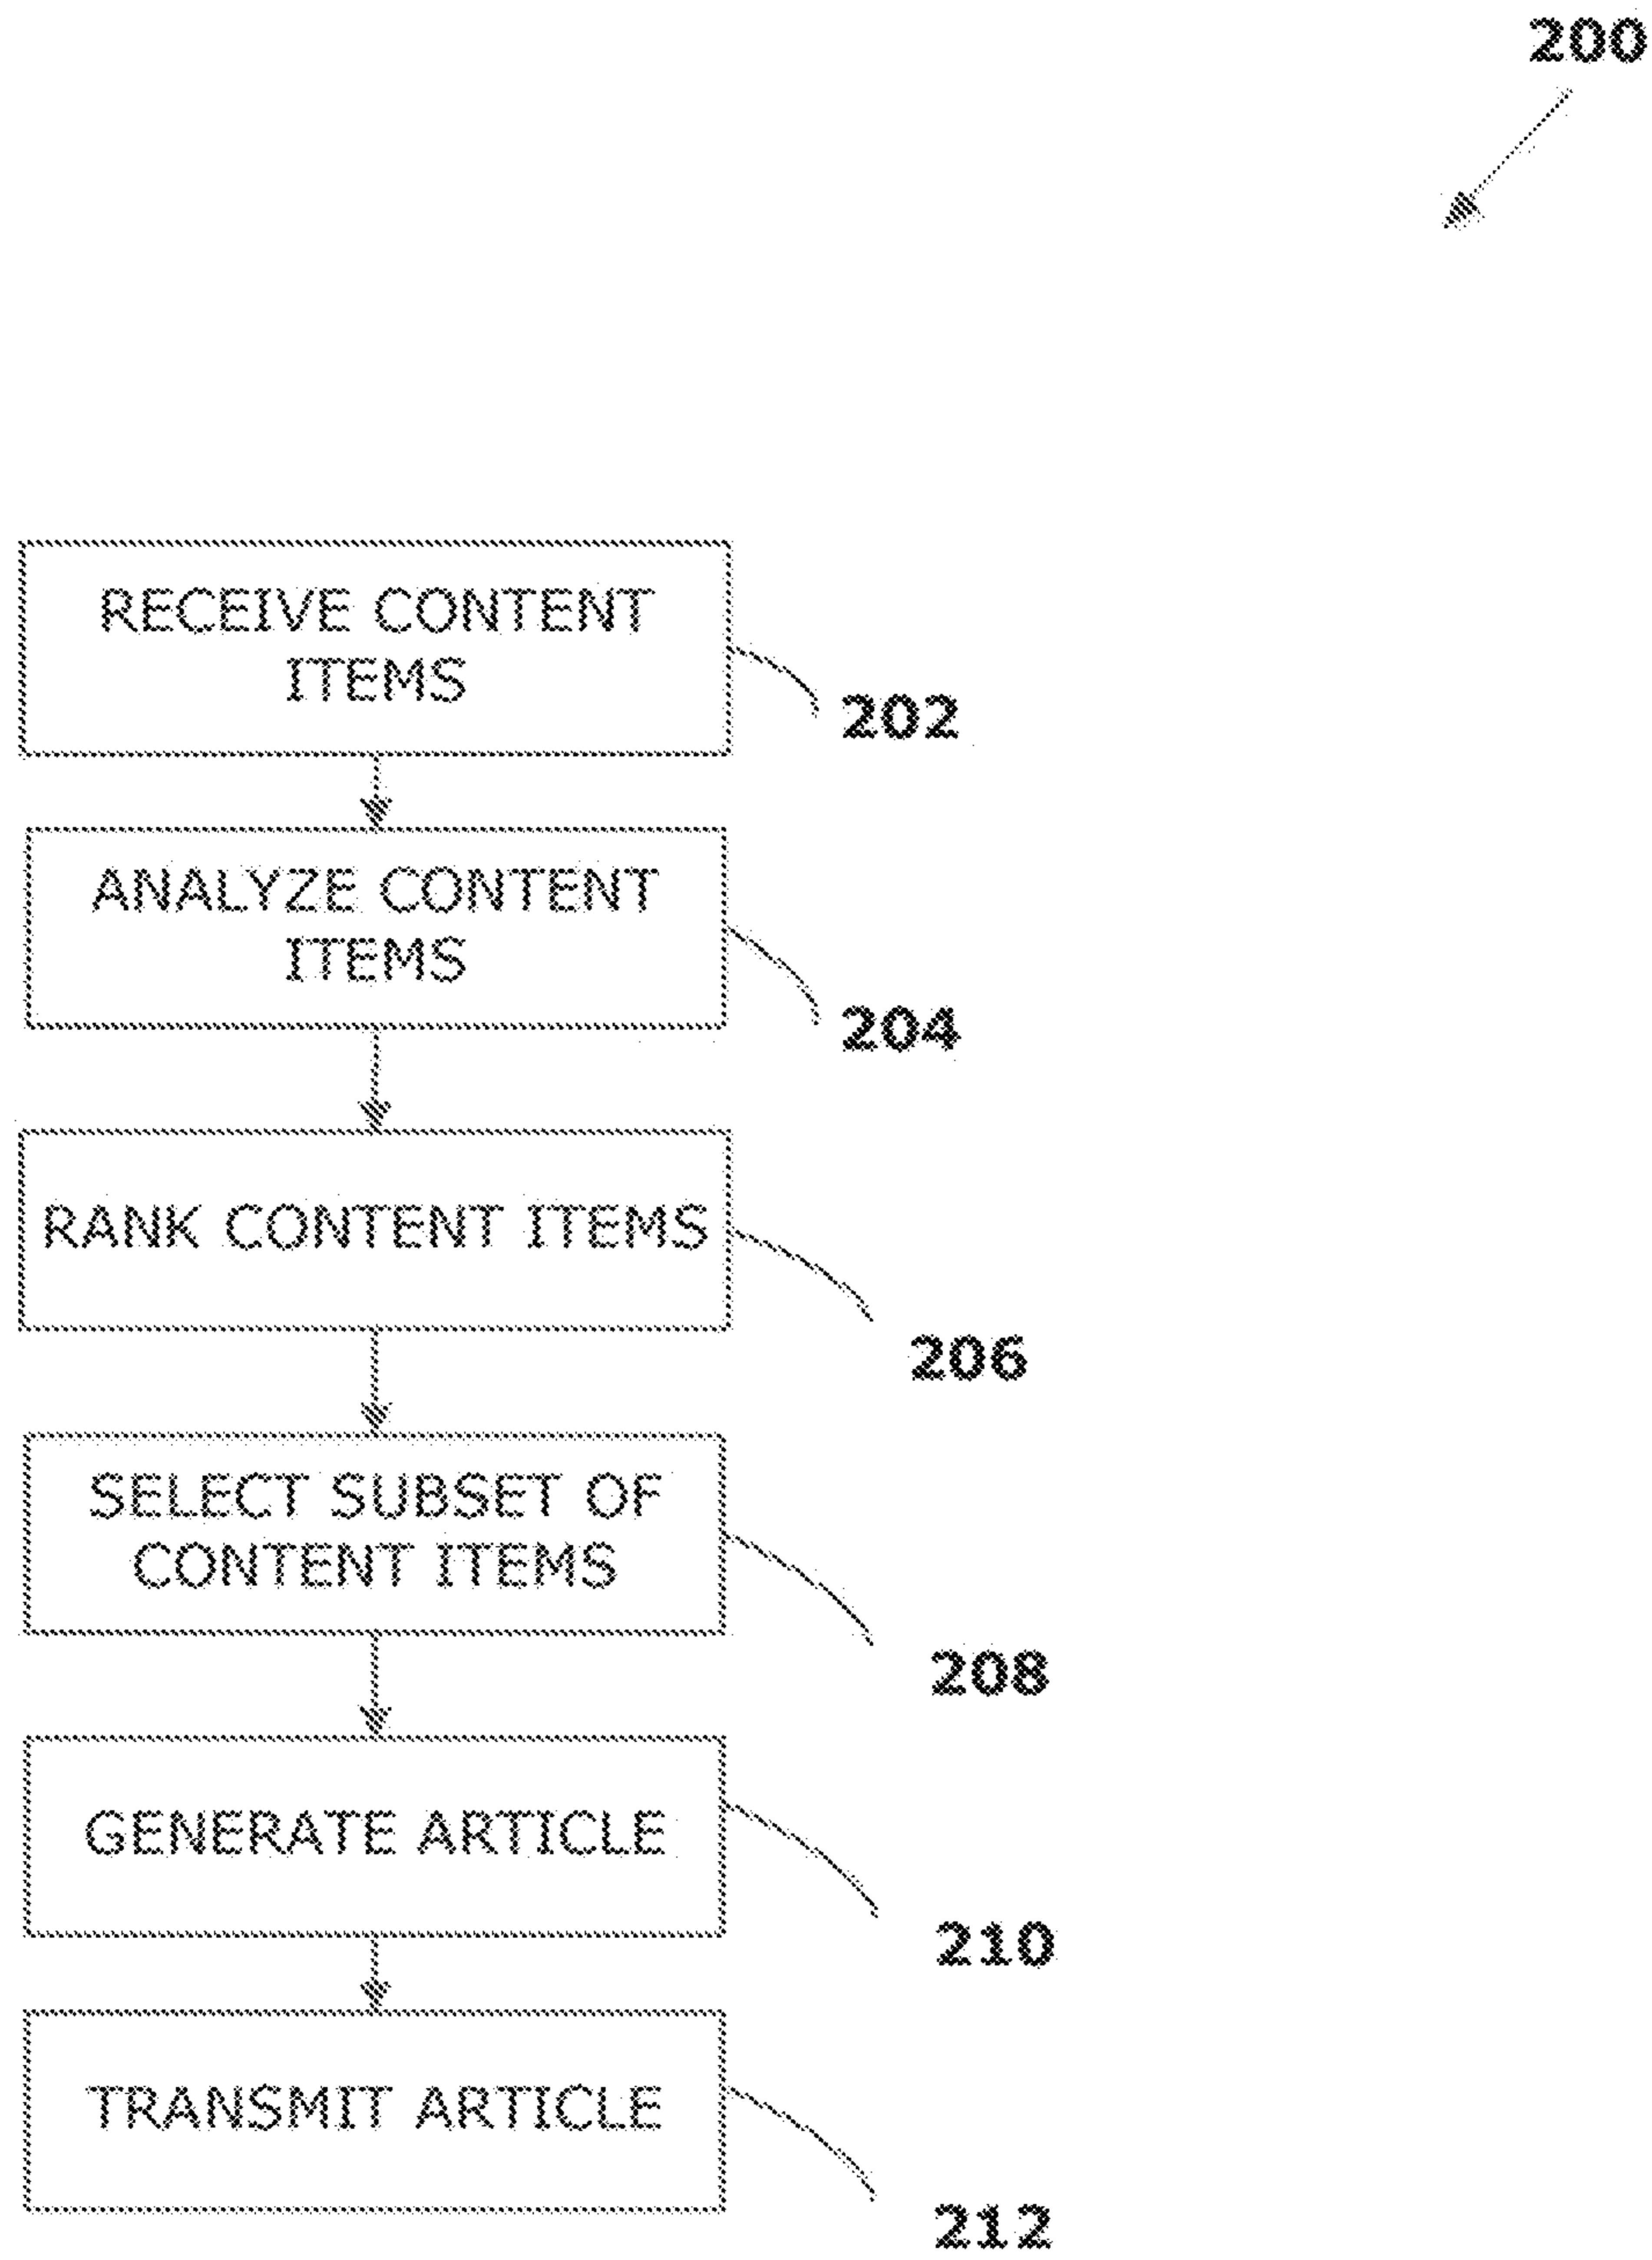 200
RECEIVE CONTENT
ITEMS
202
ANALYZE CONTENT
ITEMS
204
RANK CONTENT ITEMS
206
SELECT SUBSET OF
CONTENT ITEMS
208
GENERATE ARTICLE
210
TRANSMIT ARTICLE
212